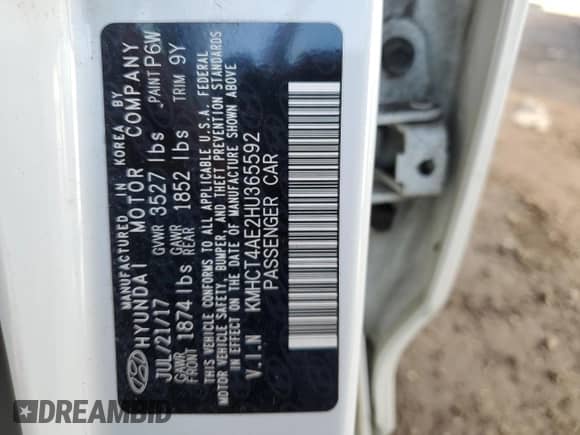 MANUFACTURED IN KOREA BY
HYUNDAI MOTOR COMPANY
JUL/21/17 GVWR 3527 lbs PAINT P6W
GAWR FRONT 1874 lbs GAWR REAR 1852 lbs TRIM 9Y
THIS VEHICLE CONFORMS TO ALL APPLICABLE U.S.A. FEDERAL
MOTOR VEHICLE SAFETY, BUMPER, AND THEFT PREVENTION STANDARDS
IN EFFECT ON THE DATE OF MANUFACTURE SHOWN ABOVE
V.I.N KMHCT4AE2HU365592
PASSENGER CAR
DREAMBID